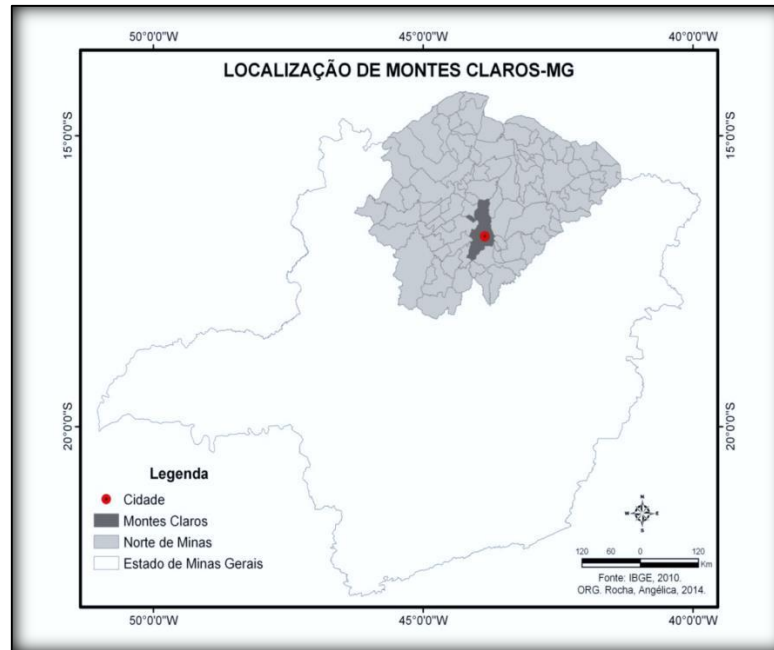 50°0'0"W 45°0'0"W 40°0'0"W
LOCALIZAÇÃO DE MONTES CLAROS-MG
15°0'0"S 15°0'0"S
20°0'0"S 20°0'0"S
Legenda
Cidade
Montes Claros
Norte de Minas
Estado de Minas Gerais
N
W E
S
120 60 0 120
Km
Fonte: IBGE, 2010.
ORG. Rocha, Angélica, 2014.
50°0'0"W 45°0'0"W 40°0'0"W